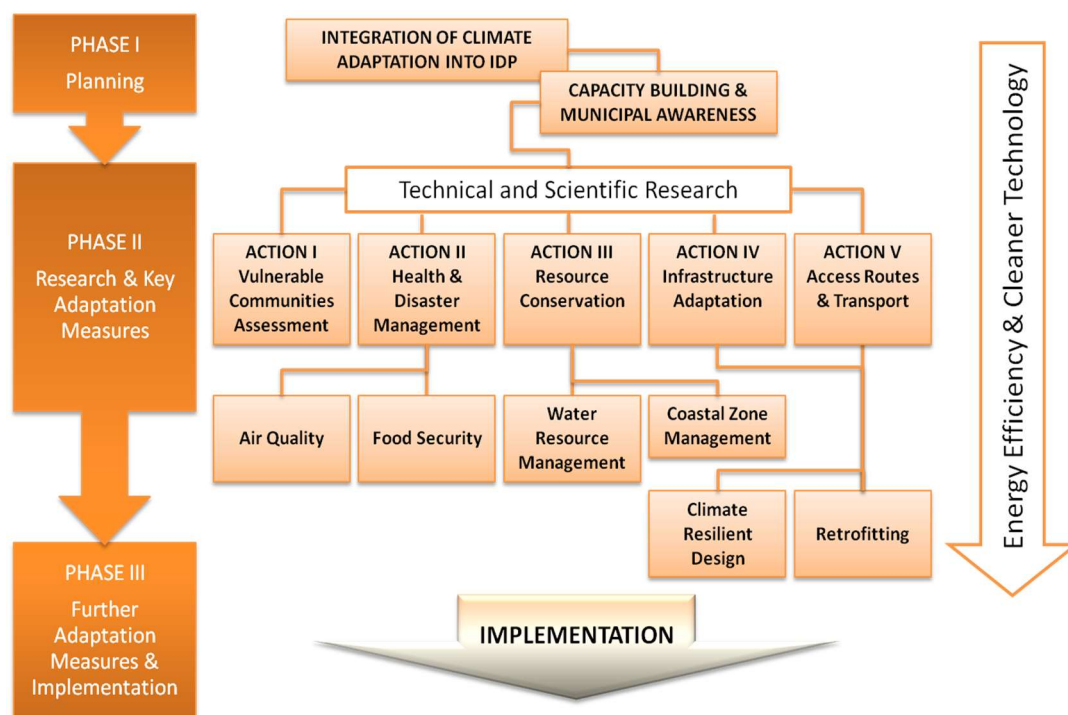 PHASE I
Planning
INTEGRATION OF CLIMATE
ADAPTATION INTO IDP
CAPACITY BUILDING &
MUNICIPAL AWARENESS
PHASE II
Research & Key
Adaptation
Measures
Technical and Scientific Research
ACTION I
Vulnerable
Communities
Assessment
ACTION II
Health &
Disaster
Management
ACTION III
Resource
Conservation
ACTION IV
Infrastructure
Adaptation
ACTION V
Access Routes
& Transport
Air Quality
Food Security
Water
Resource
Management
Coastal Zone
Management
Climate
Resilient
Design
Retrofitting
PHASE III
Further
Adaptation
Measures &
Implementation
IMPLEMENTATION
Energy Efficiency & Cleaner Technology